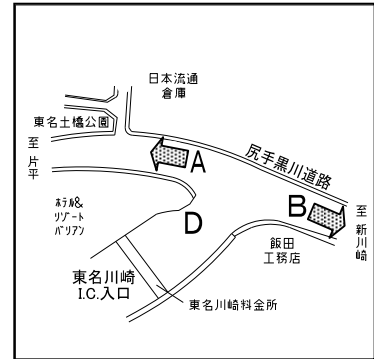 日本流通
倉庫
東名土橋公園
至
片
平
A
尻手黒川道路
B
至
新
川
崎
ホテル&
リゾート
バリアン
D
飯田
工務店
東名川崎
I.C.入口
東名川崎料金所